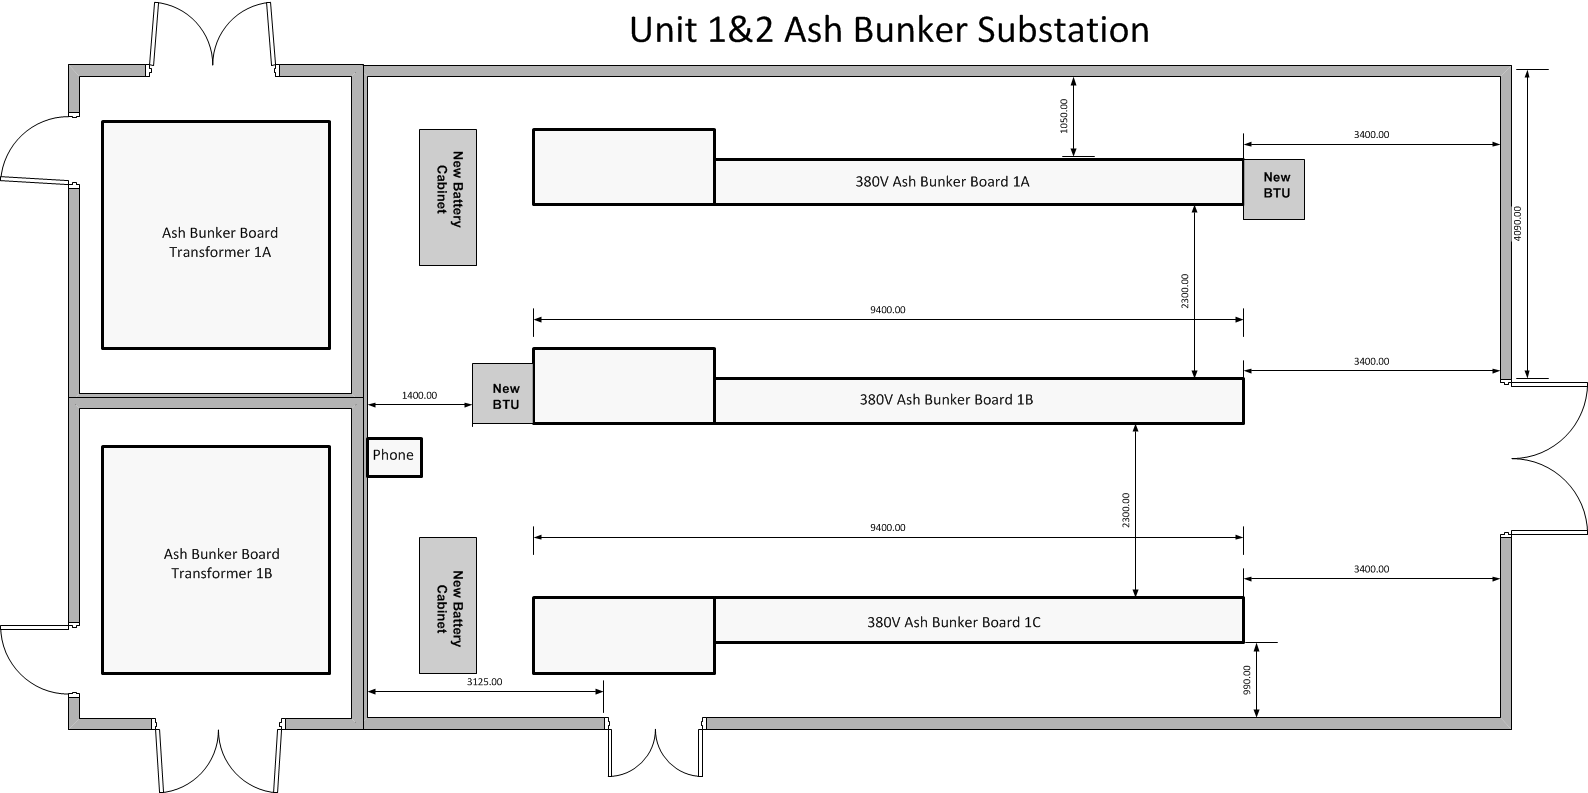 Unit 1&2 Ash Bunker Substation
1050.00
3400.00
New Battery
Cabinet
380V Ash Bunker Board 1A
New
BTU
Ash Bunker Board
Transformer 1A
4090.00
2300.00
9400.00
3400.00
New
BTU
1400.00
380V Ash Bunker Board 1B
Phone
2300.00
9400.00
Ash Bunker Board
Transformer 1B
3400.00
New Battery
Cabinet
380V Ash Bunker Board 1C
3125.00
990.00